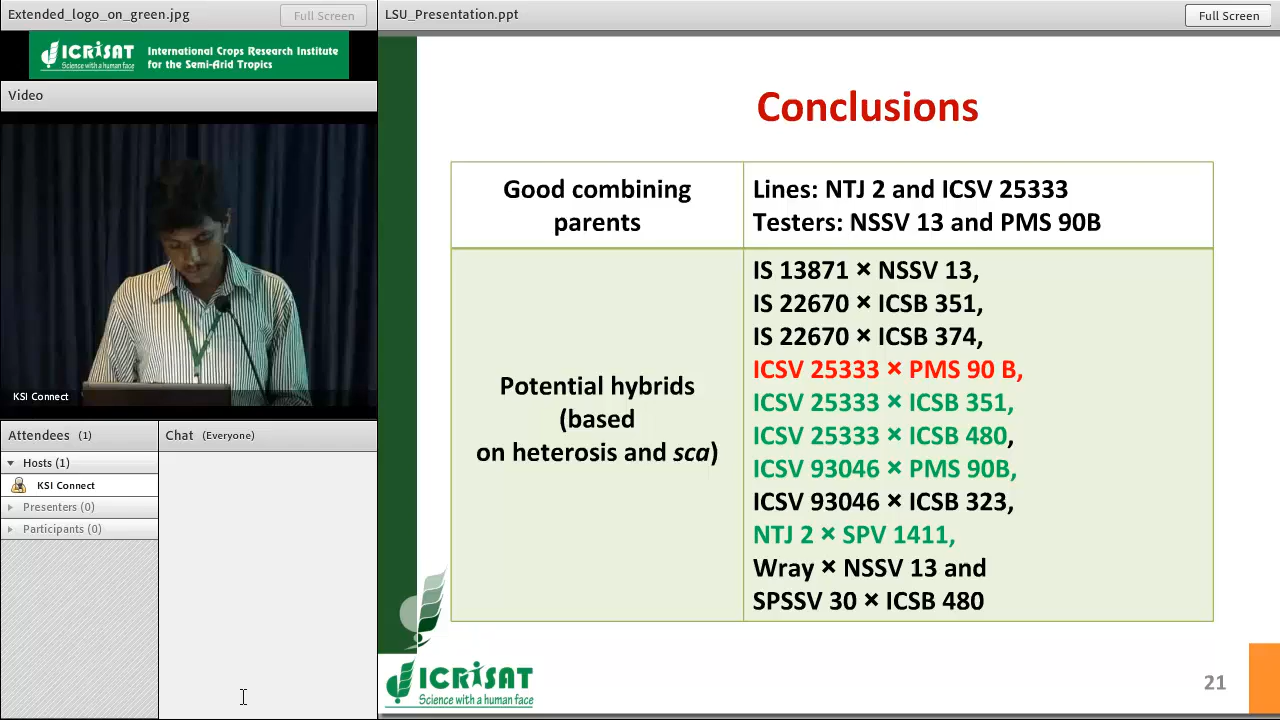 Extended_logo_on_green.jpg
Full Screen
ICRISAT
Science with a human face
International Crops Research Institute
for the Semi-Arid Tropics
Video
KSI Connect
Attendees (1)
Hosts (1)
KSI Connect
Presenters (0)
Participants (0)
Chat (Everyone)
LSU_Presentation.ppt
Full Screen
Conclusions
Good combining
parents
Lines: NTJ 2 and ICSV 25333
Testers: NSSV 13 and PMS 90B
Potential hybrids
(based
on heterosis and sca)
IS 13871 × NSSV 13,
IS 22670 × ICSB 351,
IS 22670 × ICSB 374,
ICSV 25333 × PMS 90 B,
ICSV 25333 × ICSB 351,
ICSV 25333 × ICSB 480,
ICSV 93046 × PMS 90B,
ICSV 93046 × ICSB 323,
NTJ 2 × SPV 1411,
Wray × NSSV 13 and
SPSSV 30 × ICSB 480
ICRISAT
Science with a human face
21